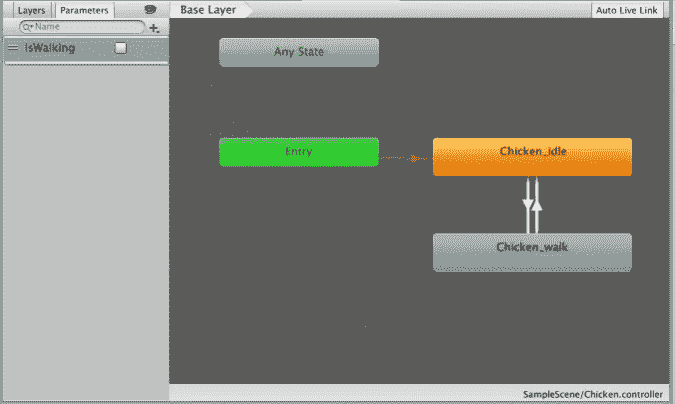 Layers Parameters
Base Layer
Auto Live Link
Name
IsWalking
Any State
Entry
Chicken_idle
Chicken_walk
SampleScene/Chicken.controller